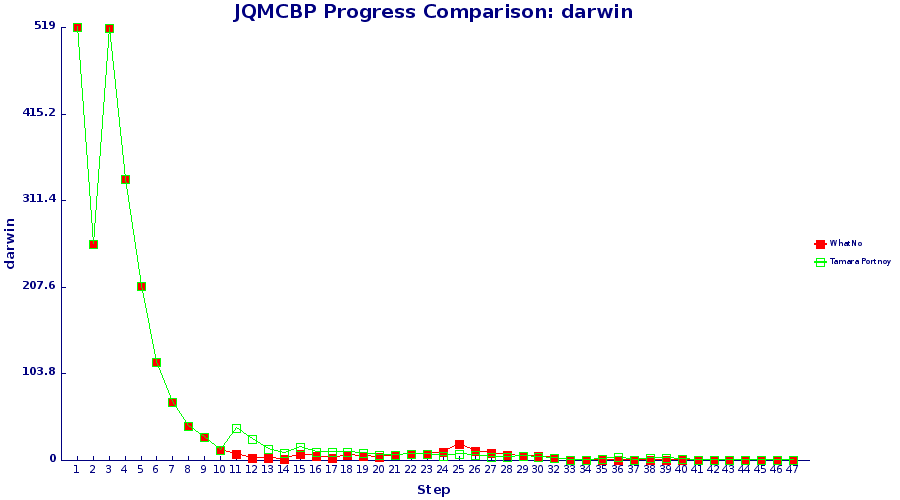 JQMCBP Progress Comparison: darwin
519
415.2
311.4
207.6
103.8
0
darwin
1 2 3 4 5 6 7 8 9 10 11 12 13 14 15 16 17 18 19 20 21 22 23 24 25 26 27 28 29 30 32 33 34 35 36 37 38 39 40 41 42 43 44 45 46 47
Step
WhatNo
Tamara Portnoy